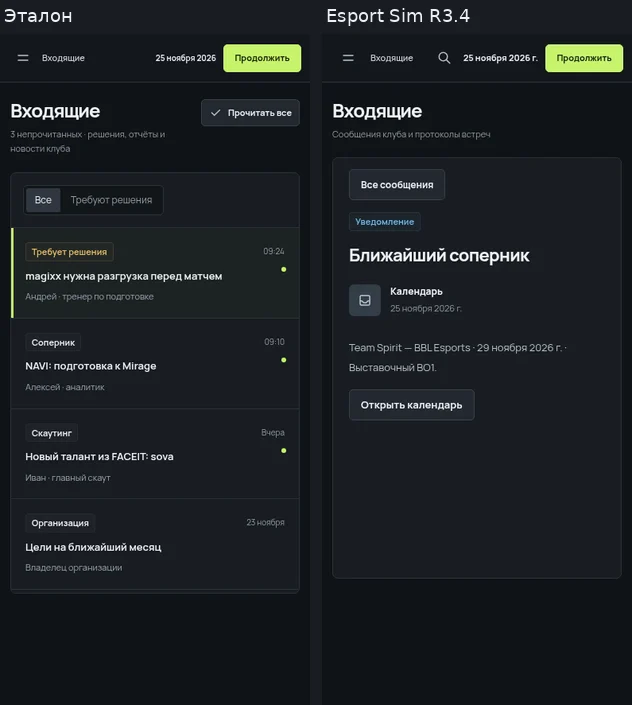 Эталон
Входящие
25 ноября 2026
Продолжить
Входящие
Прочитать все
3 непрочитанных · решения, отчёты и
новости клуба
Все
Требуют решения
Требует решения
09:24
magixx нужна разгрузка перед матчем
Андрей · тренер по подготовке
Соперник
09:10
NAVI: подготовка к Mirage
Алексей · аналитик
Скаутинг
Вчера
Новый талант из FACEIT: sova
Иван · главный скаут
Организация
23 ноября
Цели на ближайший месяц
Владелец организации
Esport Sim R3.4
Входящие
25 ноября 2026 г.
Продолжить
Входящие
Сообщения клуба и протоколы встреч
Все сообщения
Уведомление
Ближайший соперник
Календарь
25 ноября 2026 г.
Team Spirit — BBL Esports · 29 ноября 2026 г. ·
Выставочный BO1.
Открыть календарь